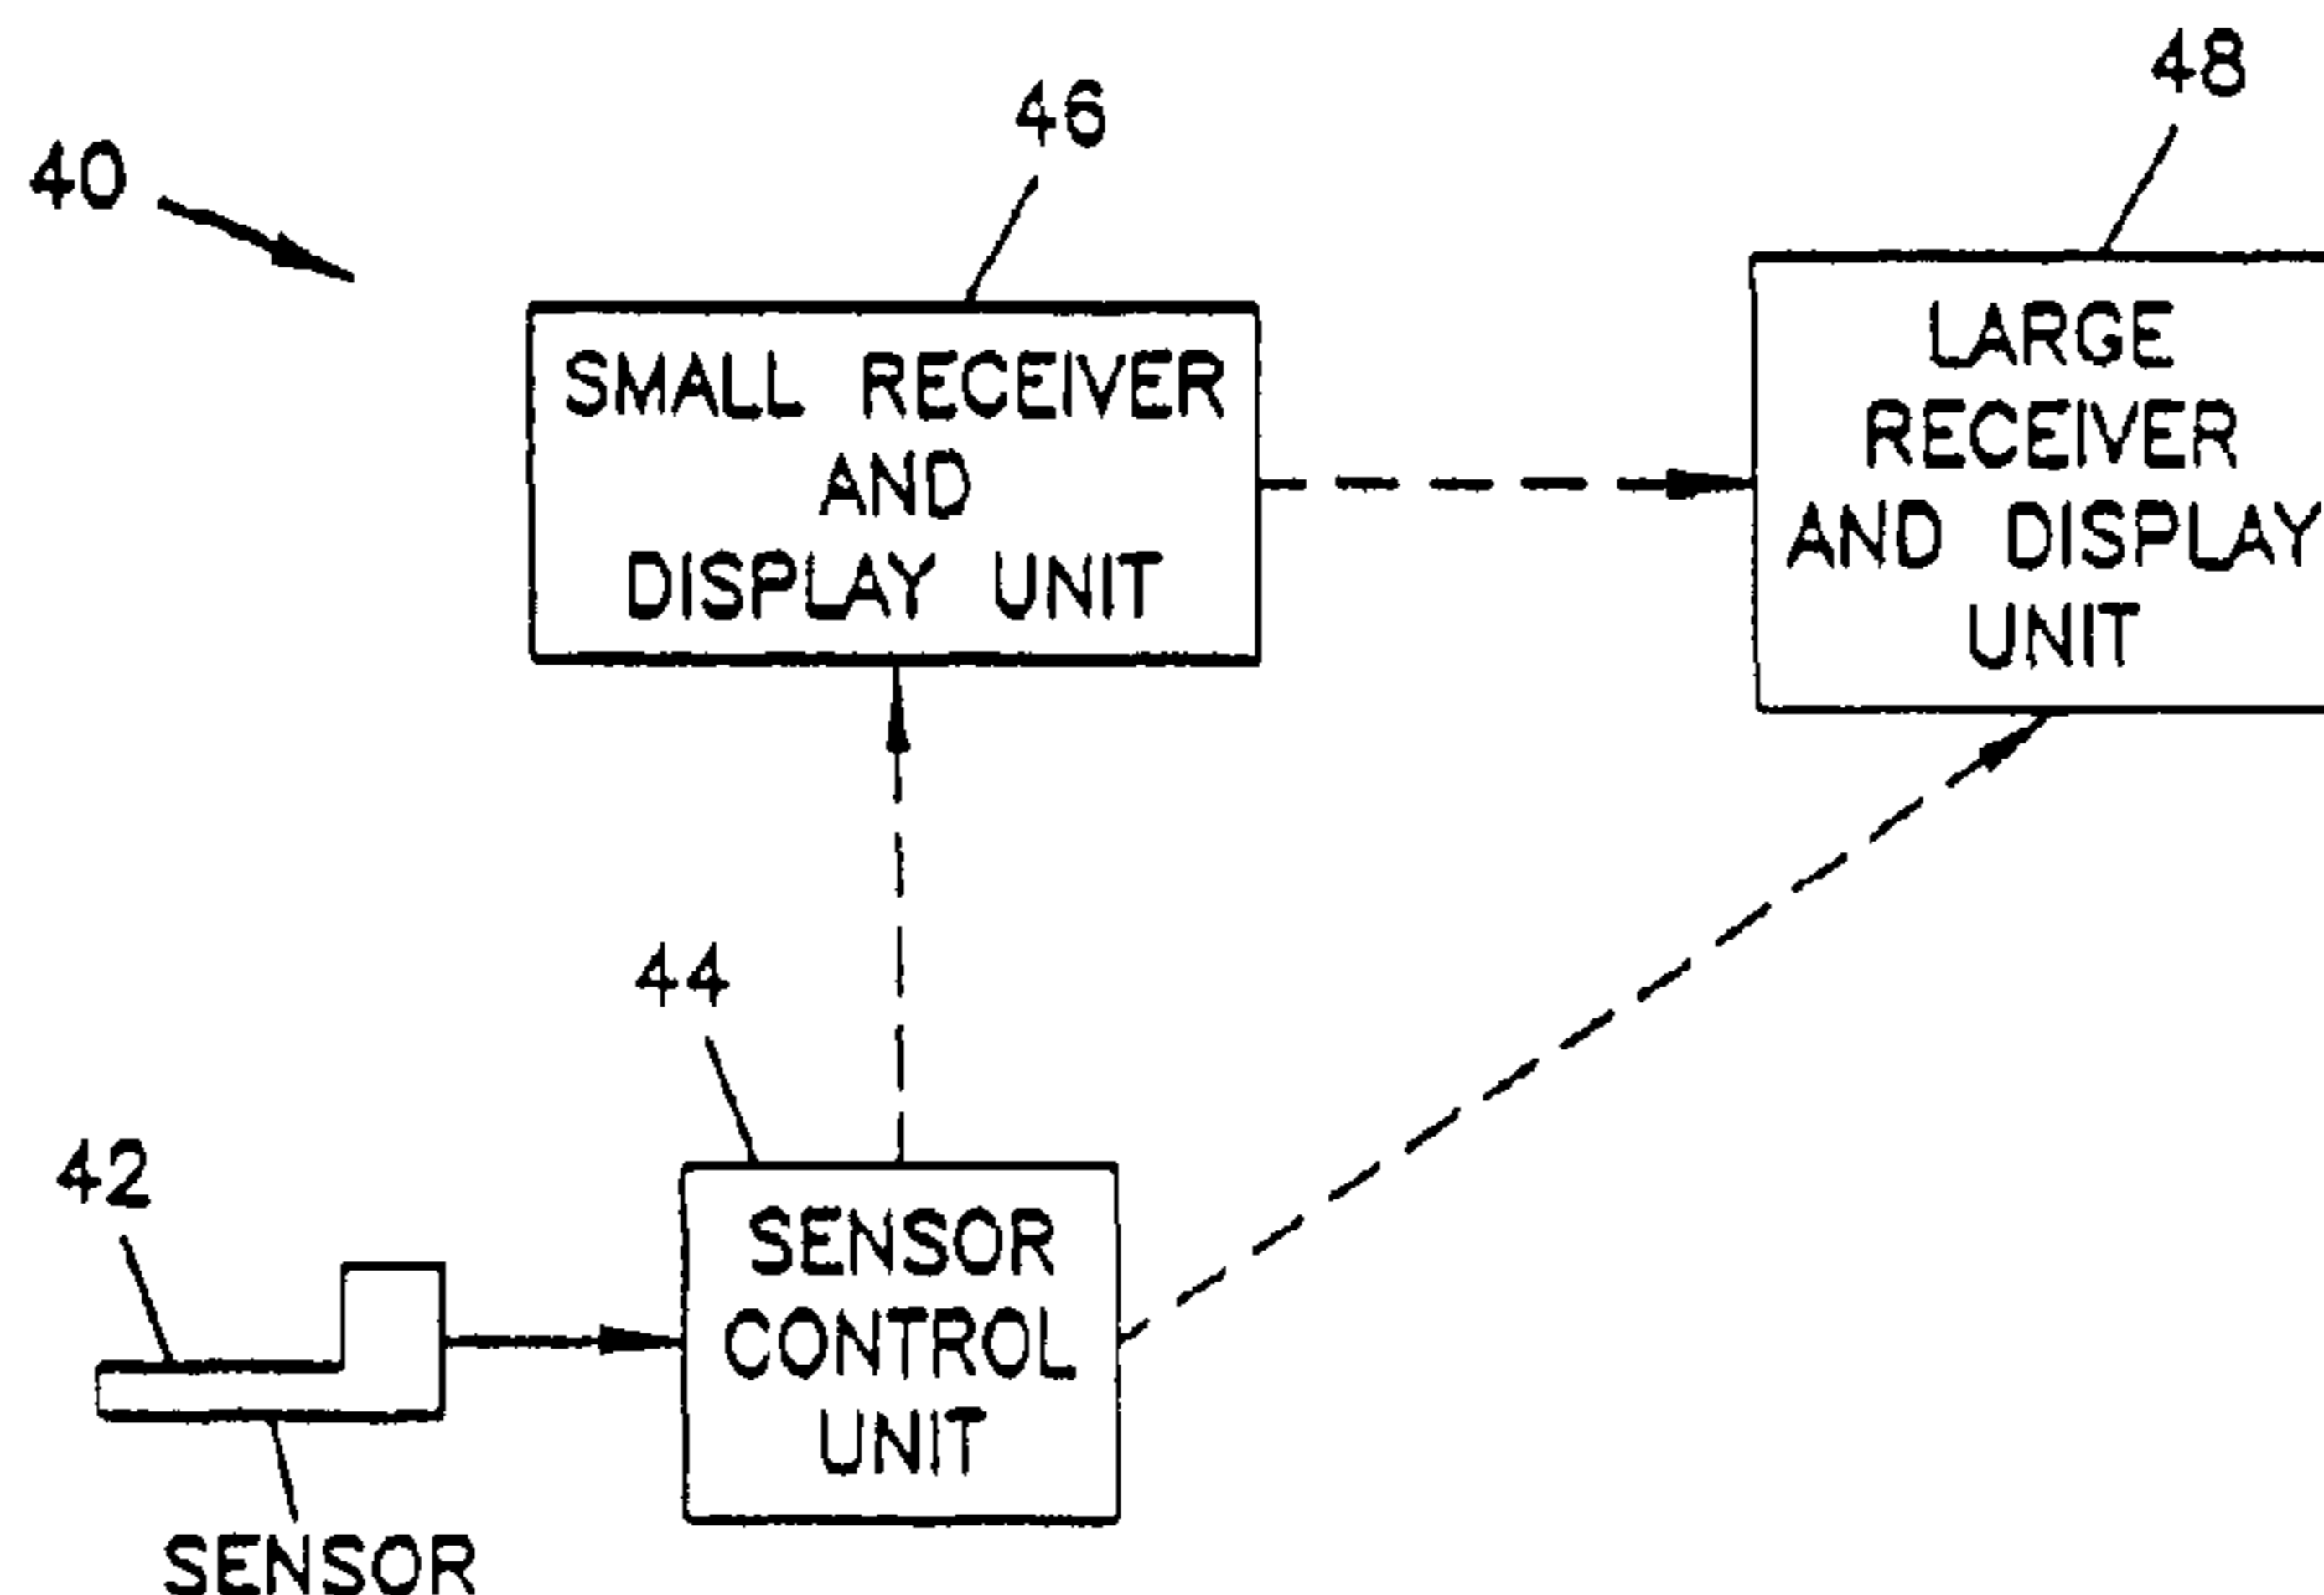 48
46
40
SMALL RECEIVER
AND
DISPLAY UNIT
LARGE
RECEIVER
AND DISPLAY
UNIT
44
42
SENSOR
CONTROL
UNIT
SENSOR